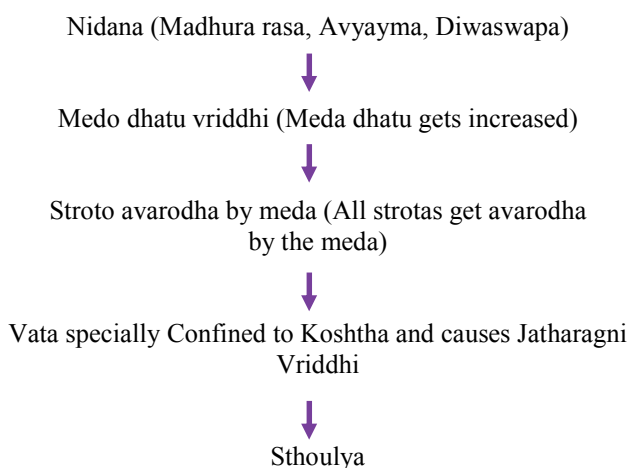 Nidana (Madhura rasa, Avyayma, Diwaswapa)
Medo dhatu vriddhi (Meda dhatu gets increased)
Stroto avarodha by meda (All strotas get avarodha
by the meda)
Vata specially Confined to Koshtha and causes Jatharagni
Vriddhi
Sthoulya